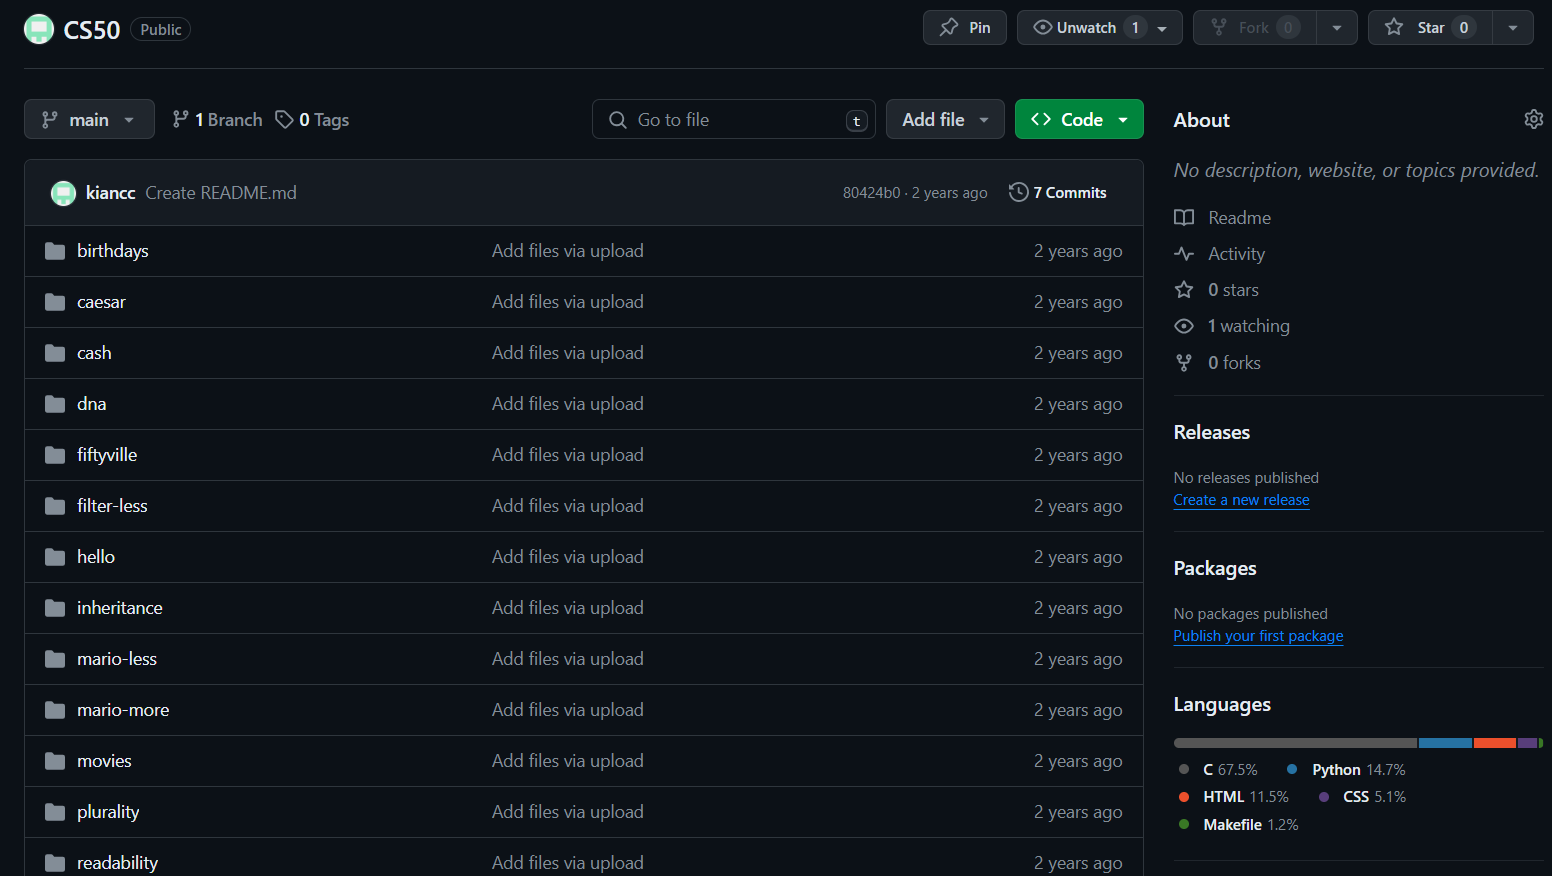 CS50 Public Pin Unwatch 1 Fork 0 Star 0
main 1 Branch 0 Tags Go to file t Add file Code
kiancc Create README.md 80424b0 · 2 years ago 7 Commits
birthdays Add files via upload 2 years ago
caesar Add files via upload 2 years ago
cash Add files via upload 2 years ago
dna Add files via upload 2 years ago
fiftyville Add files via upload 2 years ago
filter-less Add files via upload 2 years ago
hello Add files via upload 2 years ago
inheritance Add files via upload 2 years ago
mario-less Add files via upload 2 years ago
mario-more Add files via upload 2 years ago
movies Add files via upload 2 years ago
plurality Add files via upload 2 years ago
readability Add files via upload 2 years ago
About
No description, website, or topics provided.
Readme
Activity
0 stars
1 watching
0 forks
Releases
No releases published
Create a new release
Packages
No packages published
Publish your first package
Languages
C 67.5% Python 14.7%
HTML 11.5% CSS 5.1%
Makefile 1.2%